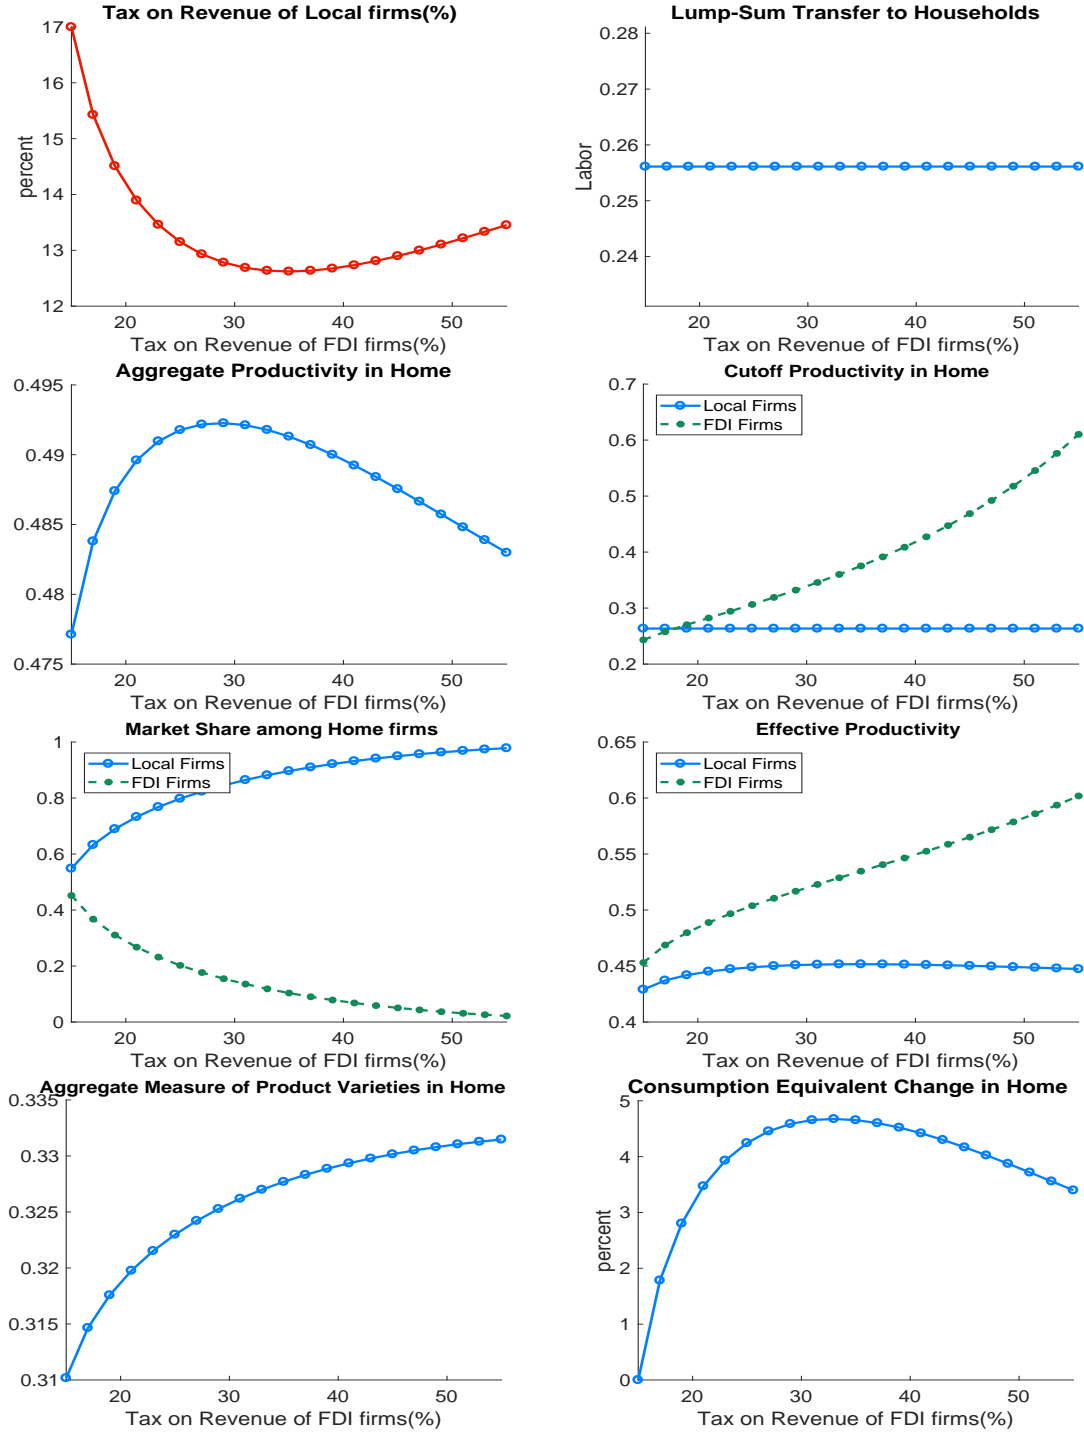 Tax on Revenue of Local firms(%)
17
16
15
14
13
12
percent
20 30 40 50
Tax on Revenue of FDI firms(%)
Lump-Sum Transfer to Households
0.28
0.27
0.26
0.25
0.24
Labor
20 30 40 50
Tax on Revenue of FDI firms(%)
Aggregate Productivity in Home
0.495
0.49
0.485
0.48
0.475
20 30 40 50
Tax on Revenue of FDI firms(%)
Cutoff Productivity in Home
0.7
0.6
0.5
0.4
0.3
0.2
Local Firms
FDI Firms
20 30 40 50
Tax on Revenue of FDI firms(%)
Market Share among Home firms
1
0.8
0.6
0.4
0.2
0
Local Firms
FDI Firms
20 30 40 50
Tax on Revenue of FDI firms(%)
Effective Productivity
0.65
0.6
0.55
0.5
0.45
0.4
Local Firms
FDI Firms
20 30 40 50
Tax on Revenue of FDI firms(%)
Aggregate Measure of Product Varieties in Home
0.335
0.33
0.325
0.32
0.315
0.31
20 30 40 50
Tax on Revenue of FDI firms(%)
Consumption Equivalent Change in Home
5
4
3
2
1
0
percent
20 30 40 50
Tax on Revenue of FDI firms(%)